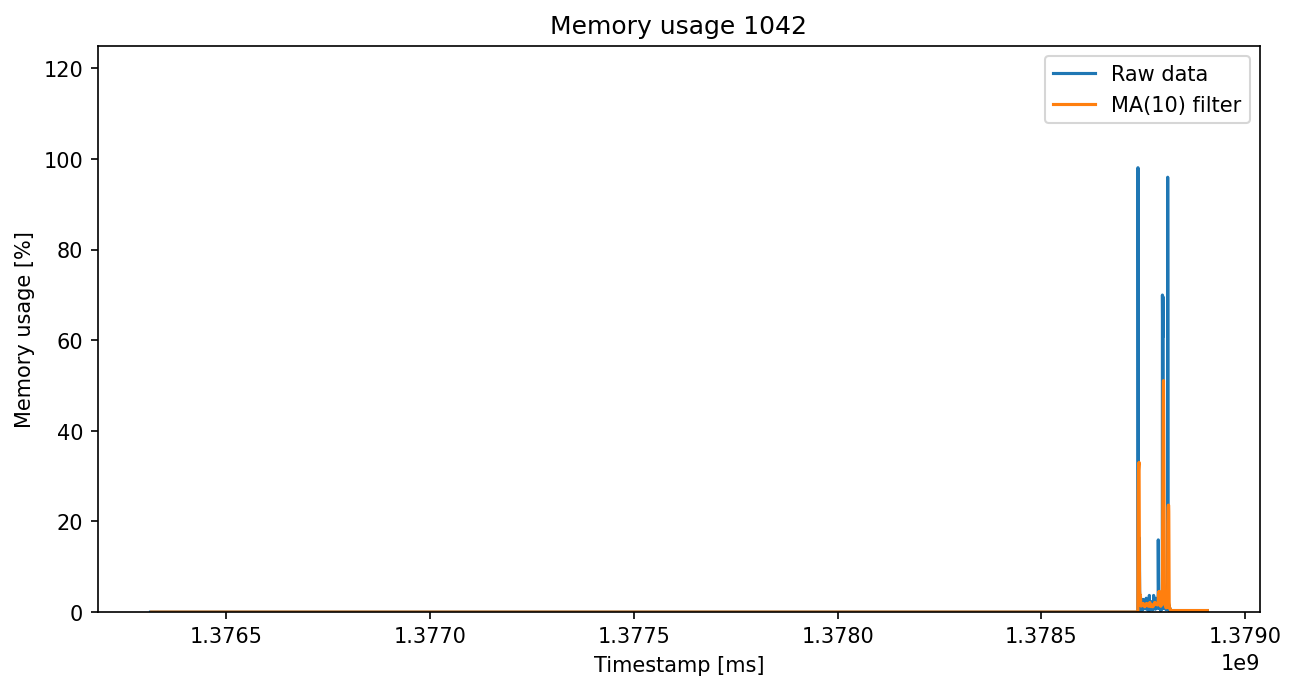 Memory usage 1042
Raw data
MA(10) filter
Memory usage [%]
120
100
80
60
40
20
0
1.3765 1.3770 1.3775 1.3780 1.3785 1.3790
1e9
Timestamp [ms]